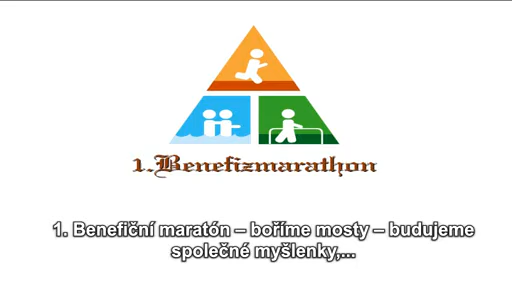 1.Benefizmarathon
1. Benefiční maratón – boříme mosty – budujeme
společné myšlenky,...